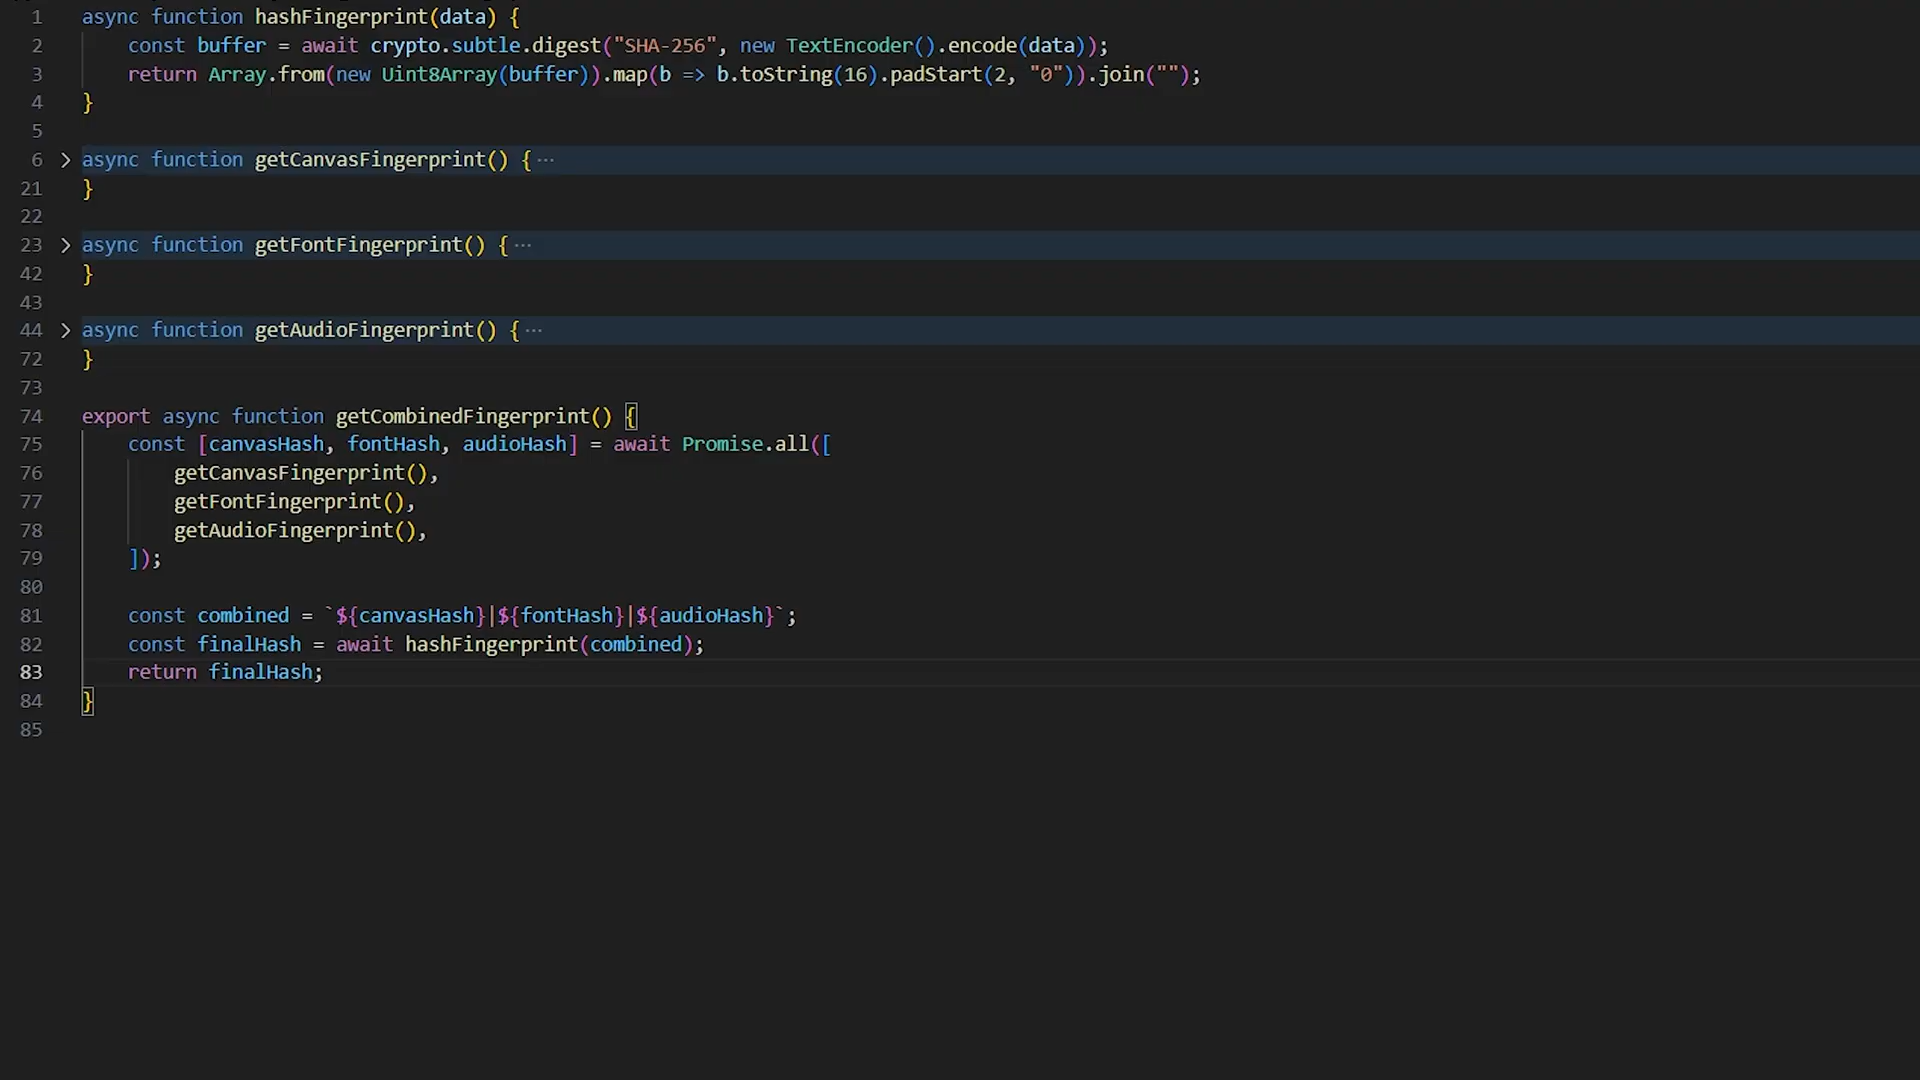 1 async function hashFingerprint(data) {
2 const buffer = await crypto.subtle.digest("SHA-256", new TextEncoder().encode(data));
3 return Array.from(new Uint8Array(buffer)).map(b => b.toString(16).padStart(2, "0")).join("");
4 }
5
6 async function getCanvasFingerprint() { ···
21 }
22
23 async function getFontFingerprint() { ···
42 }
43
44 async function getAudioFingerprint() { ···
72 }
73
74 export async function getCombinedFingerprint() {
75 const [canvasHash, fontHash, audioHash] = await Promise.all([
76 getCanvasFingerprint(),
77 getFontFingerprint(),
78 getAudioFingerprint(),
79 ]);
80
81 const combined = `${canvasHash}|${fontHash}|${audioHash}`;
82 const finalHash = await hashFingerprint(combined);
83 return finalHash;
84 }
85